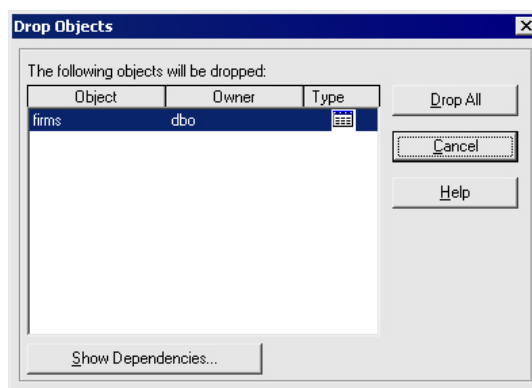 Drop Objects
The following objects will be dropped:
Object Owner Type
firms dbo
Drop All
Cancel
Help
Show Dependencies...